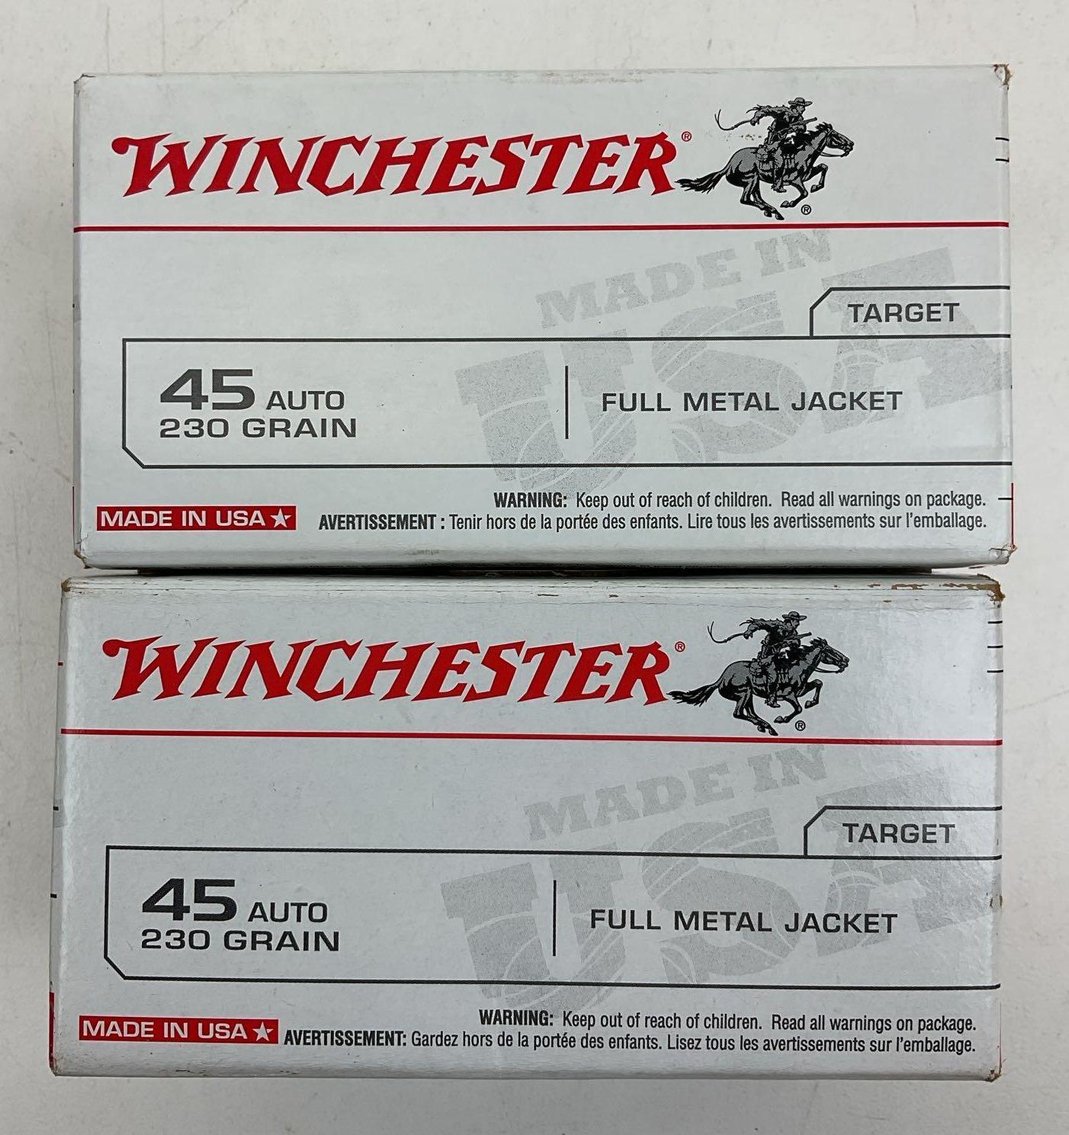 WINCHESTER®
®
MADE IN
USA
TARGET
45 AUTO
230 GRAIN
FULL METAL JACKET
WARNING: Keep out of reach of children. Read all warnings on package.
MADE IN USA★
AVERTISSEMENT : Tenir hors de la portée des enfants. Lire tous les avertissements sur l'emballage.
WINCHESTER®
®
MADE IN
USA
TARGET
45 AUTO
230 GRAIN
FULL METAL JACKET
WARNING: Keep out of reach of children. Read all warnings on package.
MADE IN USA★
AVERTISSEMENT: Gardez hors de la portée des enfants. Lisez tous les avertissements sur l'emballage.